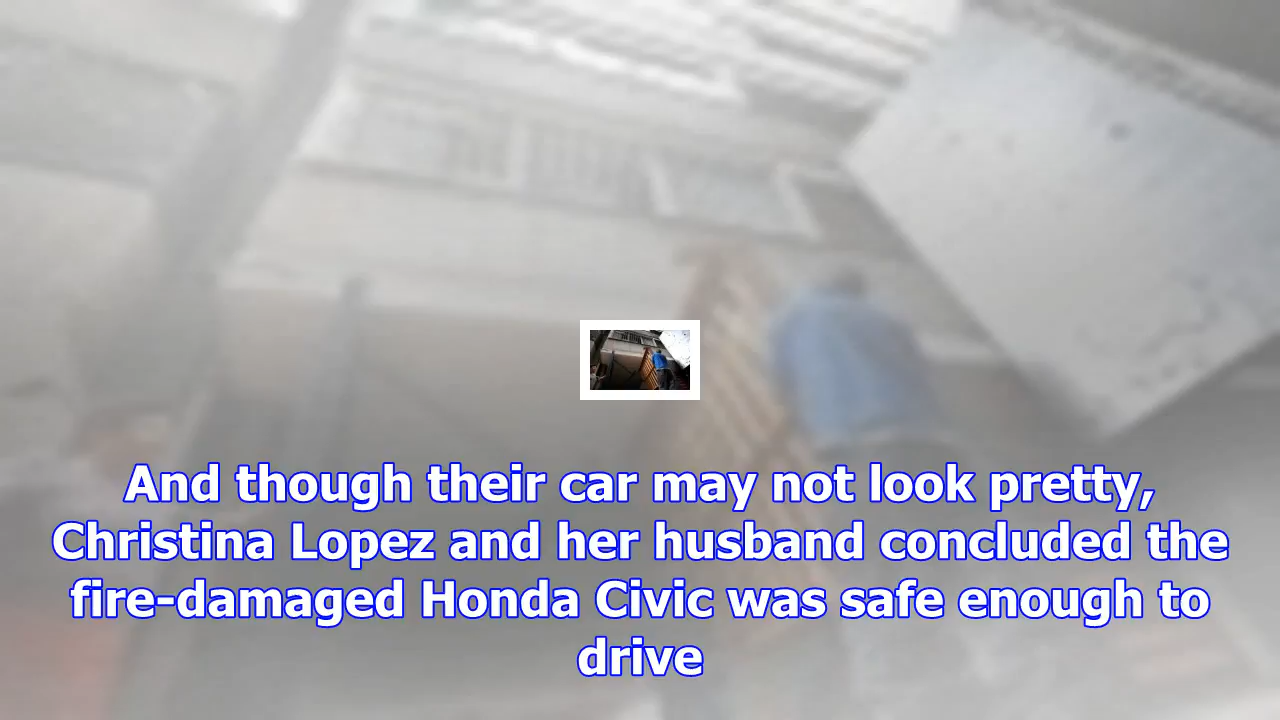 And though their car may not look pretty,
Christina Lopez and her husband concluded the
fire-damaged Honda Civic was safe enough to
drive